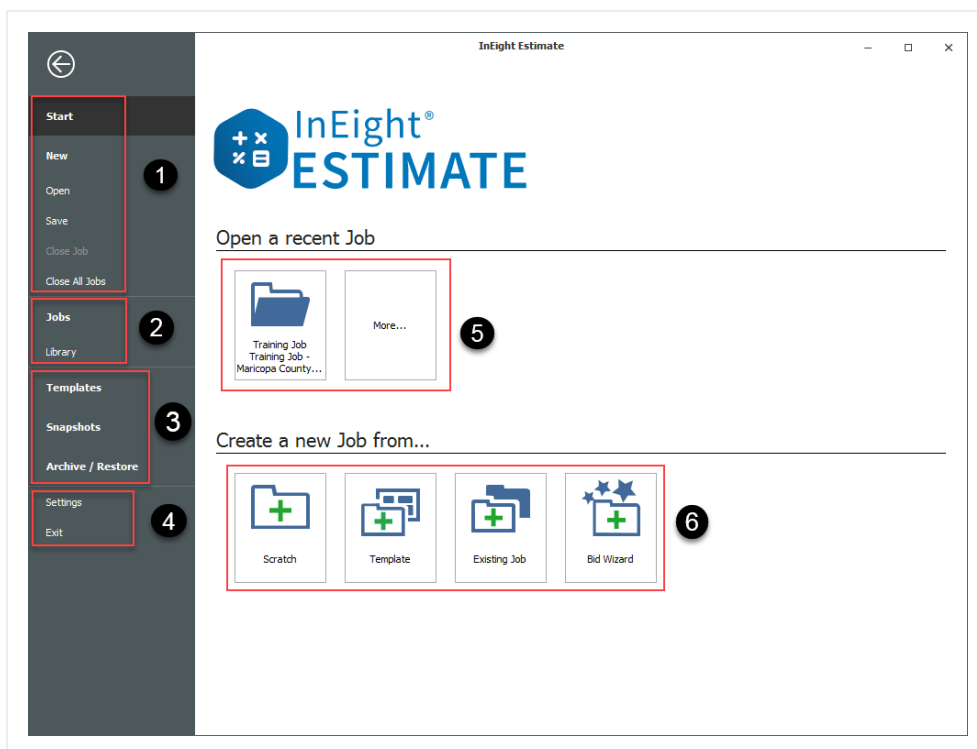 InEight Estimate
Start
New
1
Open
Save
Close Job
Close All Jobs
Jobs
2
Library
Templates
3
Snapshots
Archive / Restore
Settings
4
Exit
InEight®
ESTIMATE
Open a recent Job
Training Job
Training Job -
Maricopa County...
More...
5
Create a new Job from...
Scratch
Template
Existing Job
Bid Wizard
6